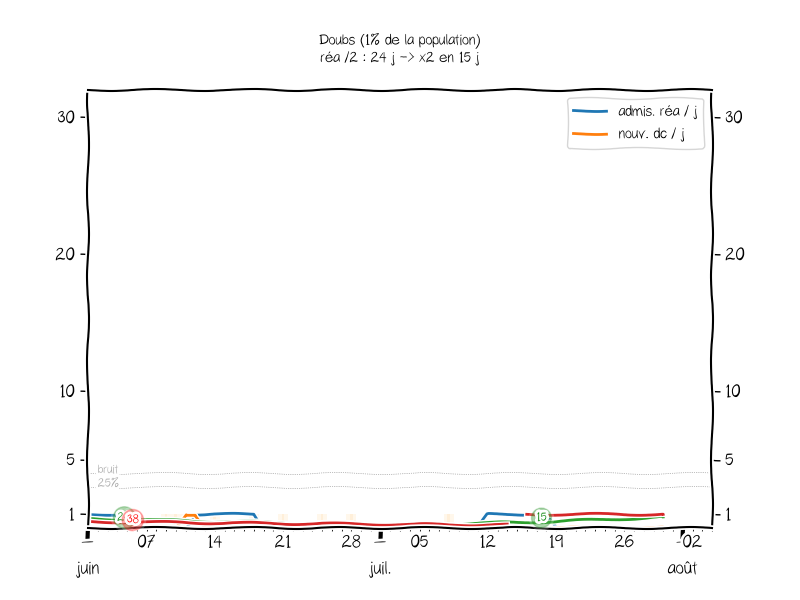 Doubs (1% de la population)
réa /2 : 24 j -> x2 en 15 j
admis. réa / j
nouv. dc / j
30
30
20
20
10
10
5
5
bruit
25%
1
1
38
15
07
14
21
28
05
12
19
26
02
juin
juil.
août